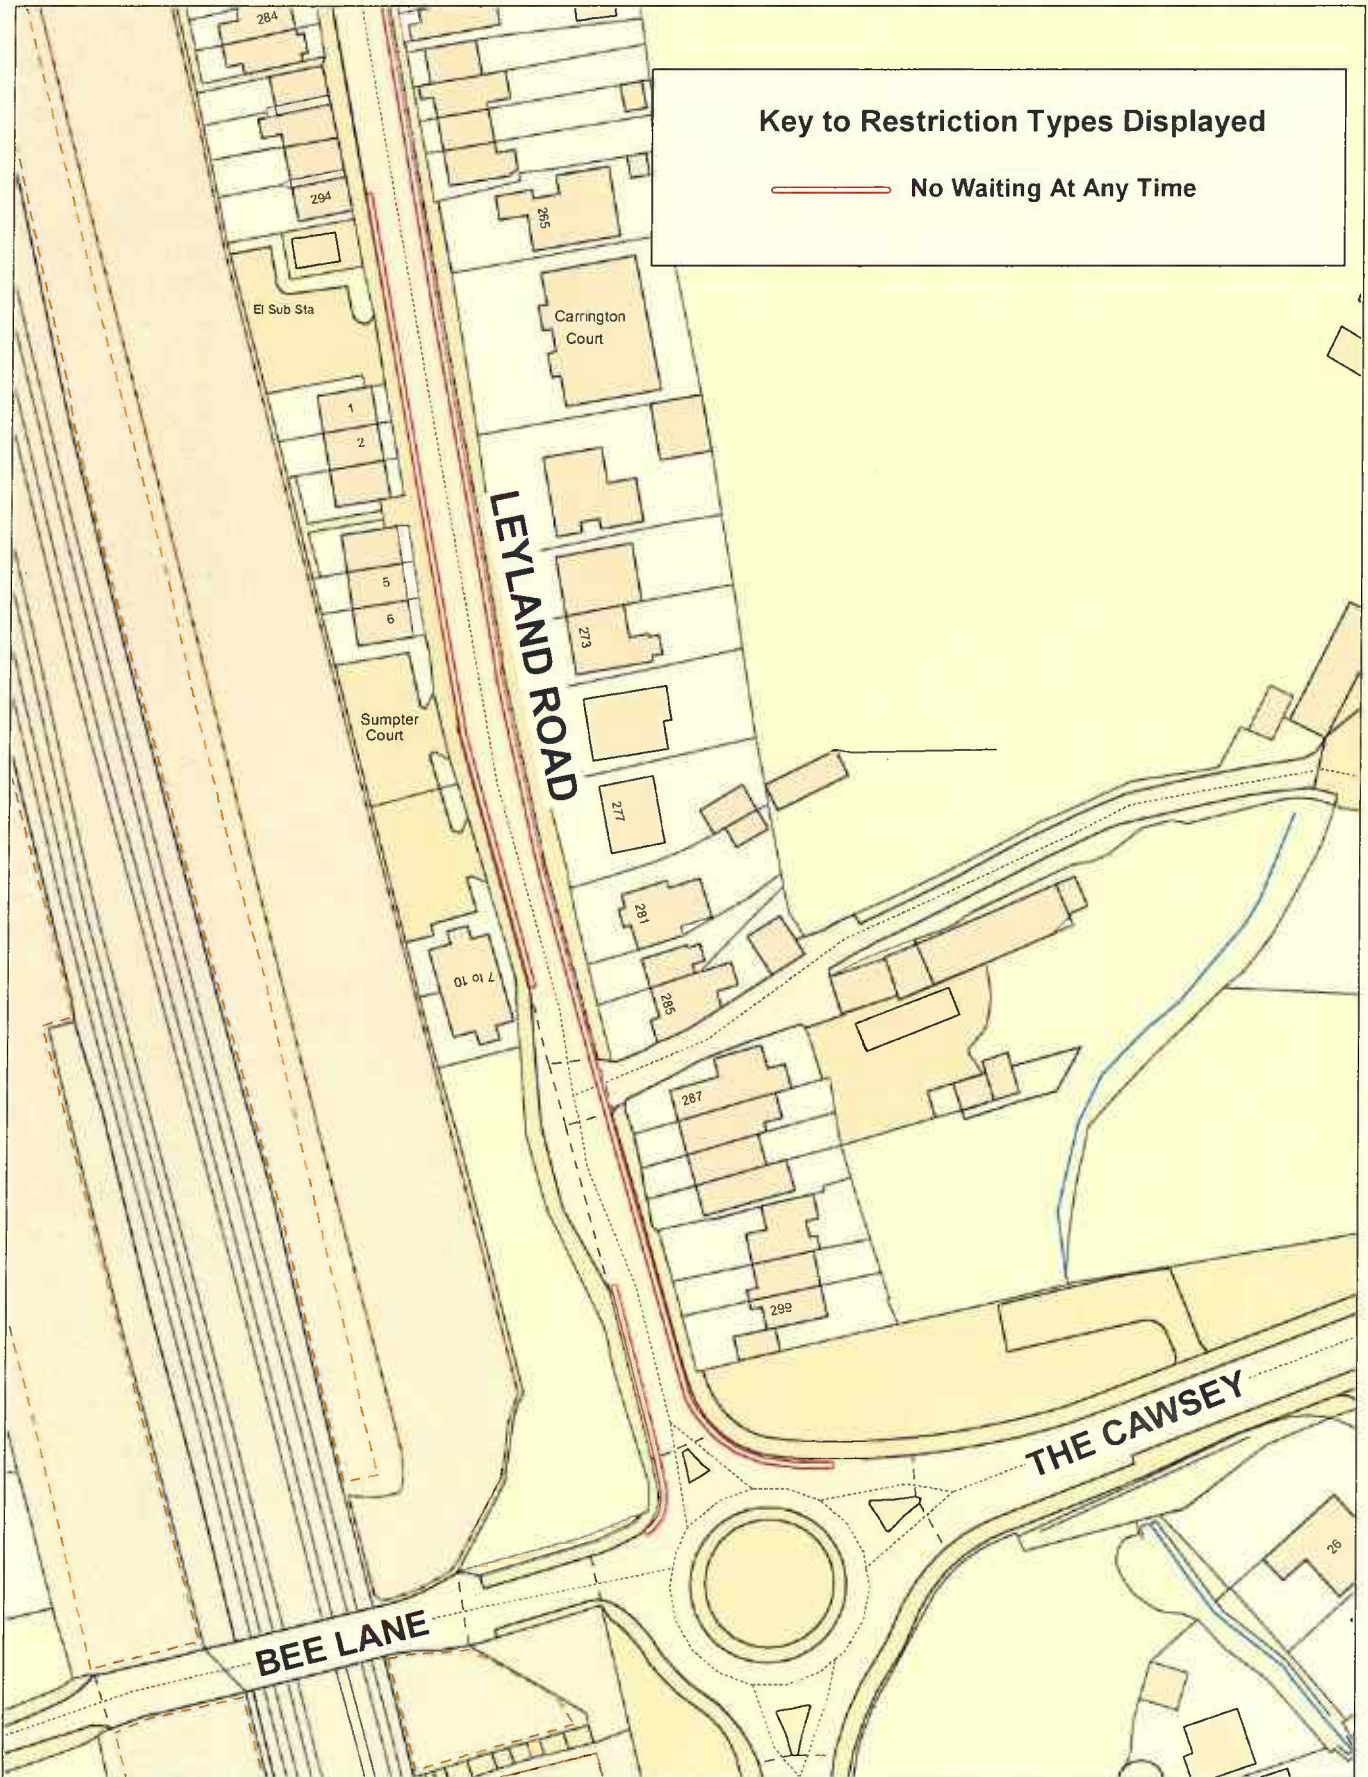 Key to Restriction Types Displayed
No Waiting At Any Time
284
294
265
El Sub Sta
Carrington
Court
1
2
LEYLAND ROAD
5
6
273
Sumpter
Court
277
281
7 to 10
285
287
299
THE CAWSEY
26
BEE LANE